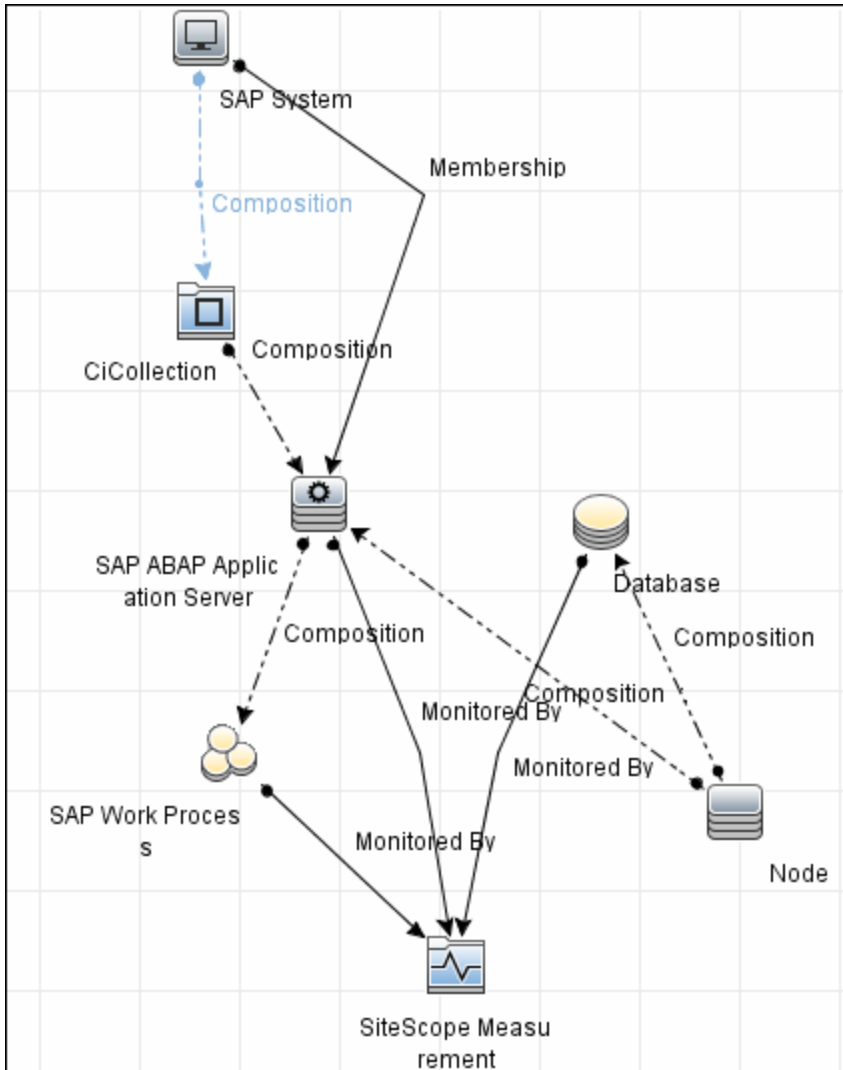 SAP System
Membership
Composition
Composition
CiCollection
SAP ABAP Applic
ation Server
Database
Composition
Composition
Composition
Monitored By
Monitored By
SAP Work Proces
s
Monitored By
Node
SiteScope Measu
rement